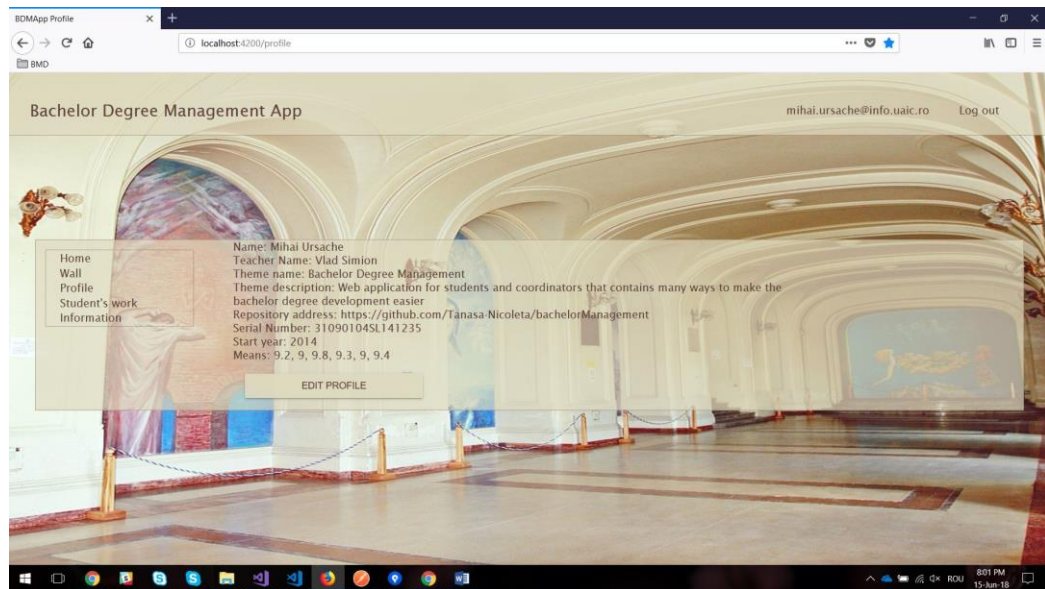 BDMApp Profile
localhost:4200/profile
BMD
Bachelor Degree Management App
mihai.ursache@info.uaic.ro
Log out
Home
Wall
Profile
Student's work
Information
Name: Mihai Ursache
Teacher Name: Vlad Simion
Theme name: Bachelor Degree Management
Theme description: Web application for students and coordinators that contains many ways to make the
bachelor degree development easier
Repository address: https://github.com/Tanasa-Nicoleta/bachelorManagement
Serial Number: 31090104SL141235
Start year: 2014
Means: 9.2, 9, 9.8, 9.3, 9, 9.4
EDIT PROFILE
ROU
8:01 PM
15-Jun-18